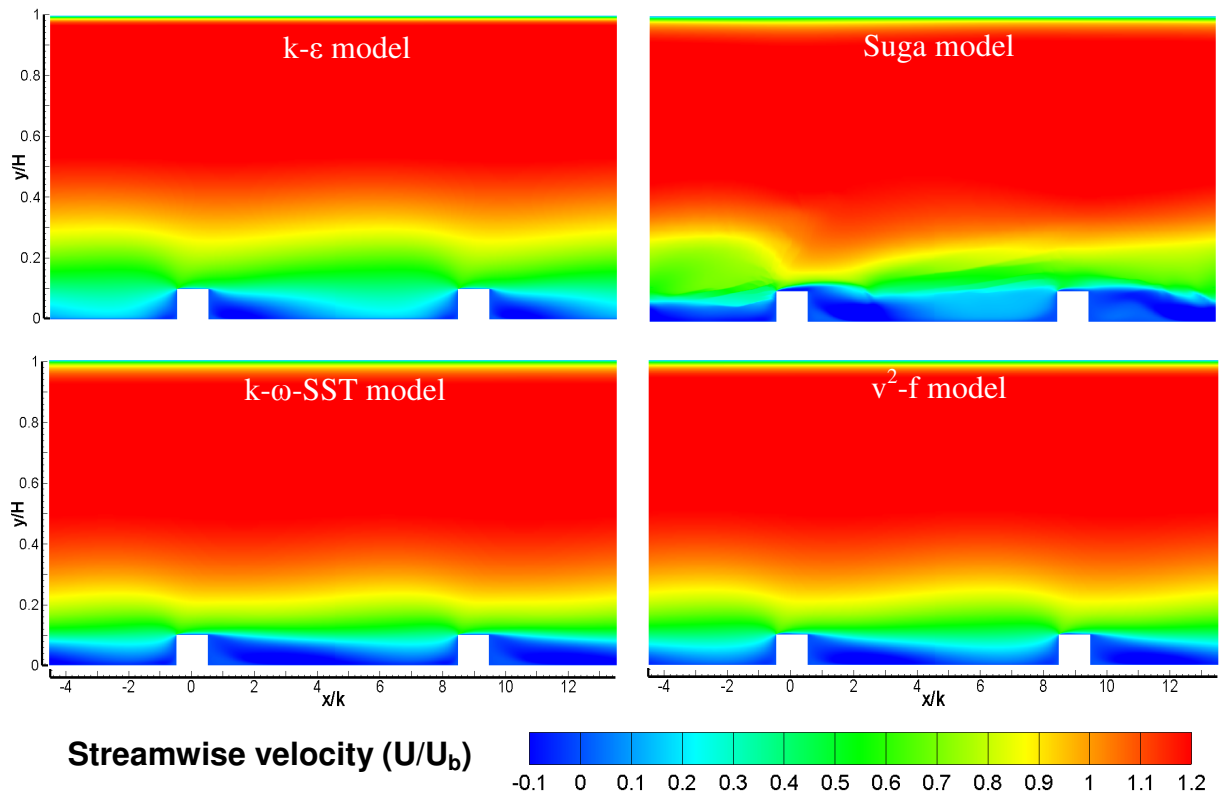 k-ε model
Suga model
1
0.8
0.6
0.4
0.2
0
y/H
k-ω-SST model
v²-f model
1
0.8
0.6
0.4
0.2
0
y/H
-4 -2 0 2 4 6 8 10 12
x/k
-4 -2 0 2 4 6 8 10 12
x/k
Streamwise velocity (U/U_b)
-0.1 0 0.1 0.2 0.3 0.4 0.5 0.6 0.7 0.8 0.9 1 1.1 1.2